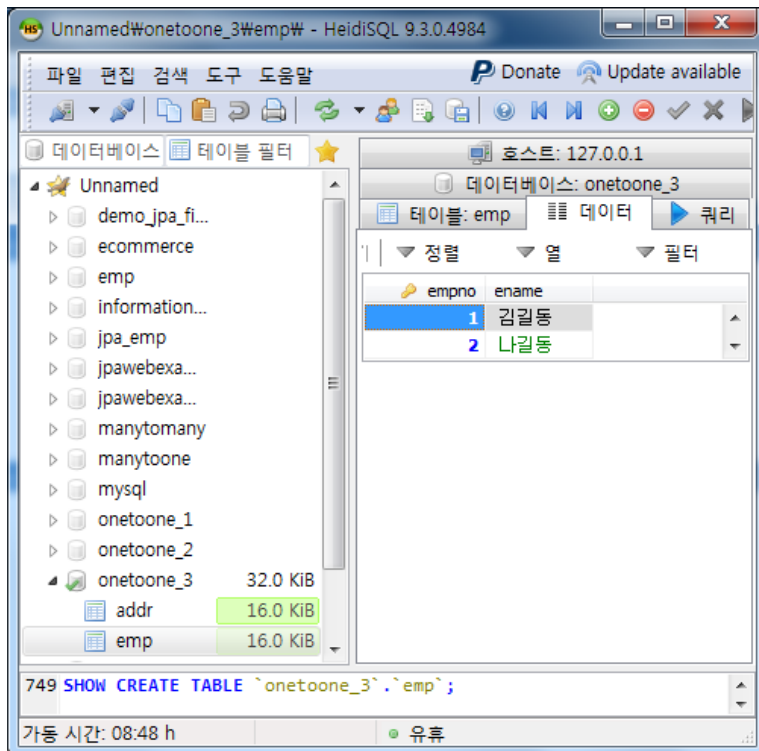 Unnamed₩onetoone_3₩emp₩ - HeidiSQL 9.3.0.4984
파일 편집 검색 도구 도움말
Donate
Update available
데이터베이스
테이블 필터
Unnamed
demo_jpa_fi...
ecommerce
emp
information...
jpa_emp
jpawebexa...
jpawebexa...
manytomany
manytoone
mysql
onetoone_1
onetoone_2
onetoone_3 32.0 KiB
addr 16.0 KiB
emp 16.0 KiB
호스트: 127.0.0.1
데이터베이스: onetoone_3
테이블: emp
데이터
쿼리
정렬
열
필터
empno ename
1 김길동
2 나길동
749 SHOW CREATE TABLE `onetoone_3`.`emp`;
가동 시간: 08:48 h
유휴